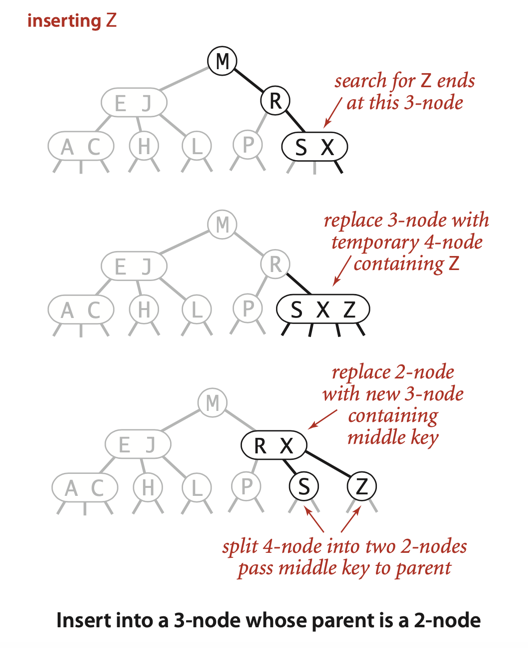 inserting Z
M
E J
R
search for Z ends
at this 3-node
A C
H
L
P
S X
M
E J
R
replace 3-node with
temporary 4-node
containing Z
A C
H
L
P
S X Z
M
E J
R X
replace 2-node
with new 3-node
containing
middle key
A C
H
L
P
S
Z
split 4-node into two 2-nodes
pass middle key to parent
Insert into a 3-node whose parent is a 2-node